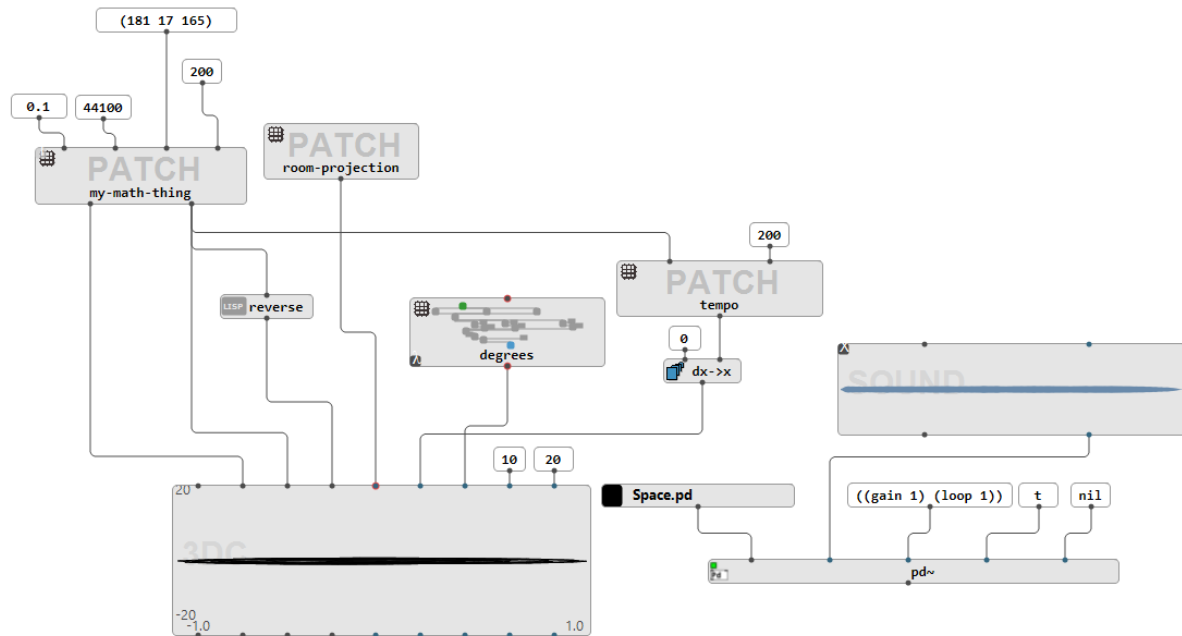 (181 17 165)
200
0.1
44100
PATCH
my-math-thing
PATCH
room-projection
200
PATCH
tempo
LISP reverse
degrees
0
dx->x
SOUND
10
20
20
3DC
-20
-1.0
1.0
Space.pd
((gain 1) (loop 1))
t
nil
Pd
pd~